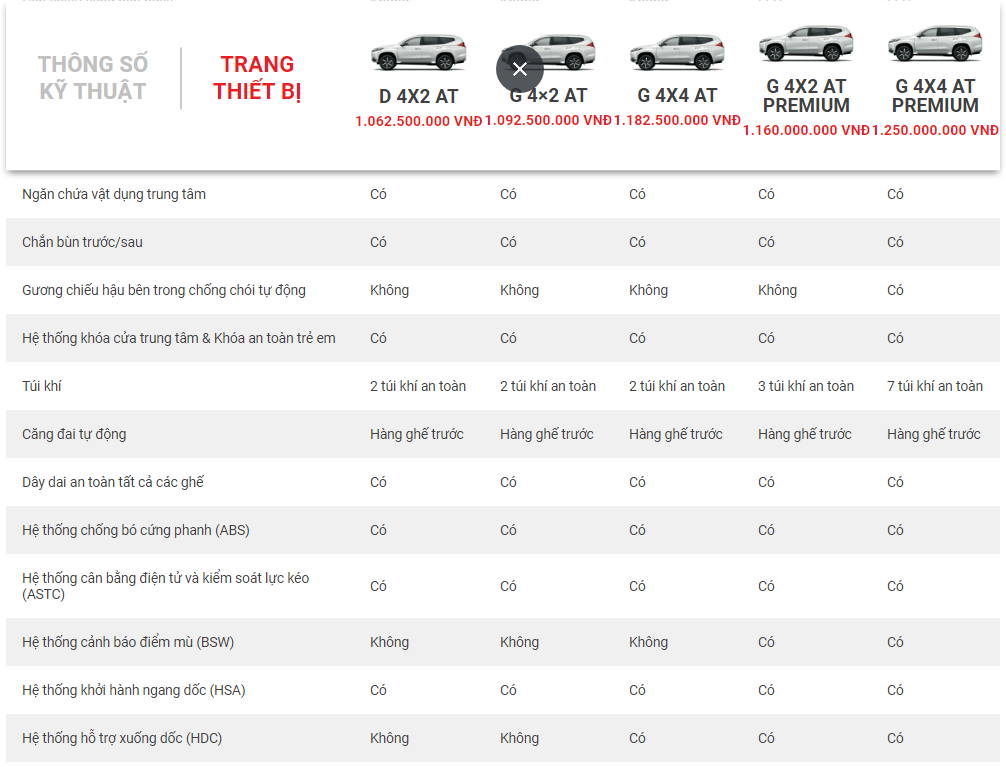 THÔNG SỐ
KỸ THUẬT
TRANG
THIẾT BỊ
D 4X2 AT
1.062.500.000 VNĐ
G 4×2 AT
1.092.500.000 VNĐ
G 4X4 AT
1.182.500.000 VNĐ
G 4X2 AT
PREMIUM
1.160.000.000 VNĐ
G 4X4 AT
PREMIUM
1.250.000.000 VNĐ
Ngăn chứa vật dụng trung tâm Có Có Có Có Có
Chắn bùn trước/sau Có Có Có Có Có
Gương chiếu hậu bên trong chống chói tự động Không Không Không Không Có
Hệ thống khóa cửa trung tâm & Khóa an toàn trẻ em Có Có Có Có Có
Túi khí 2 túi khí an toàn 2 túi khí an toàn 2 túi khí an toàn 3 túi khí an toàn 7 túi khí an toàn
Căng đai tự động Hàng ghế trước Hàng ghế trước Hàng ghế trước Hàng ghế trước Hàng ghế trước
Dây dai an toàn tất cả các ghế Có Có Có Có Có
Hệ thống chống bó cứng phanh (ABS) Có Có Có Có Có
Hệ thống cân bằng điện tử và kiểm soát lực kéo
(ASTC) Có Có Có Có Có
Hệ thống cảnh báo điểm mù (BSW) Không Không Không Có Có
Hệ thống khởi hành ngang dốc (HSA) Có Có Có Có Có
Hệ thống hỗ trợ xuống dốc (HDC) Không Không Có Có Có